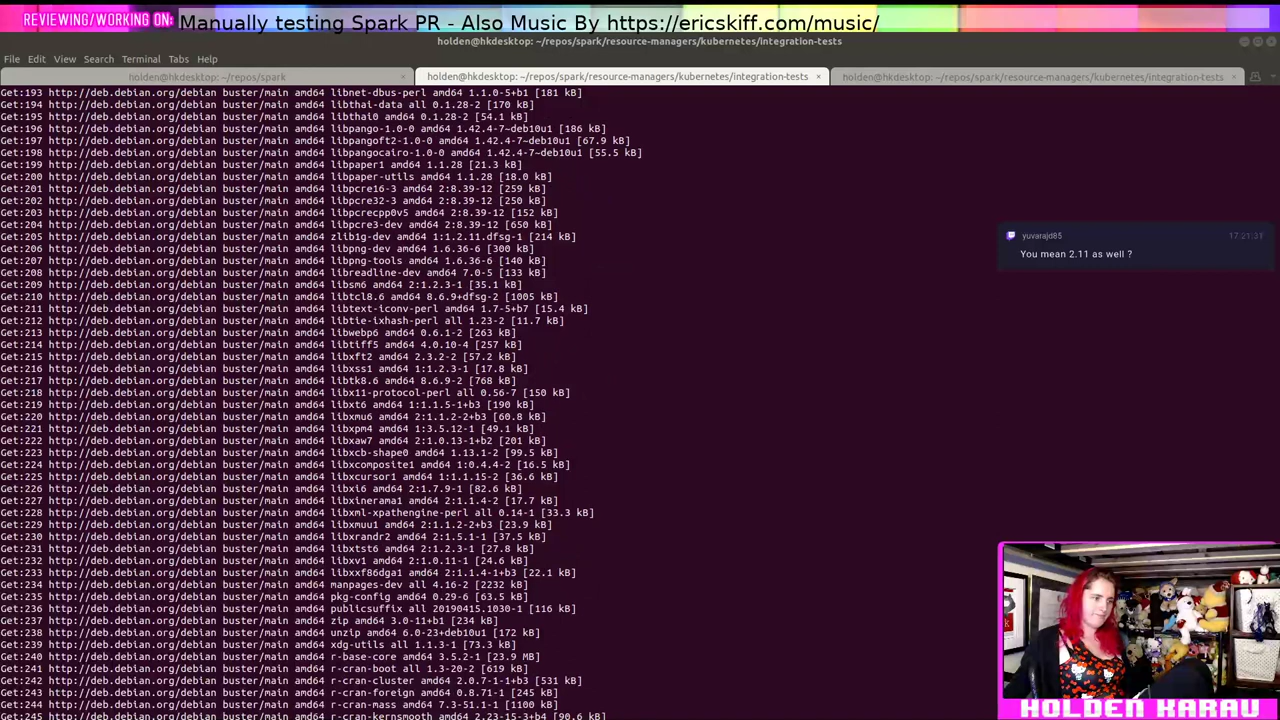 REVIEWING/WORKING ON: Manually testing Spark PR - Also Music By https://ericskiff.com/music/
holden@hkdesktop: ~/repos/spark/resource-managers/kubernetes/integration-tests
File Edit View Search Terminal Tabs Help
holden@hkdesktop: ~/repos/spark × holden@hkdesktop: ~/repos/spark/resource-managers/kubernetes/integration-tests × holden@hkdesktop: ~/repos/spark/resource-managers/kubernetes/integration-tests ×
Get:193 http://deb.debian.org/debian buster/main amd64 libnet-dbus-perl amd64 1.1.0-5+b1 [181 kB]
Get:194 http://deb.debian.org/debian buster/main amd64 libthai-data all 0.1.28-2 [170 kB]
Get:195 http://deb.debian.org/debian buster/main amd64 libthai0 amd64 0.1.28-2 [54.1 kB]
Get:196 http://deb.debian.org/debian buster/main amd64 libpango-1.0-0 amd64 1.42.4-7~deb10u1 [186 kB]
Get:197 http://deb.debian.org/debian buster/main amd64 libpangoft2-1.0-0 amd64 1.42.4-7~deb10u1 [67.9 kB]
Get:198 http://deb.debian.org/debian buster/main amd64 libpangocairo-1.0-0 amd64 1.42.4-7~deb10u1 [55.5 kB]
Get:199 http://deb.debian.org/debian buster/main amd64 libpaper1 amd64 1.1.28 [21.3 kB]
Get:200 http://deb.debian.org/debian buster/main amd64 libpaper-utils amd64 1.1.28 [18.0 kB]
Get:201 http://deb.debian.org/debian buster/main amd64 libpcre16-3 amd64 2:8.39-12 [259 kB]
Get:202 http://deb.debian.org/debian buster/main amd64 libpcre32-3 amd64 2:8.39-12 [250 kB]
Get:203 http://deb.debian.org/debian buster/main amd64 libpcrecpp0v5 amd64 2:8.39-12 [152 kB]
Get:204 http://deb.debian.org/debian buster/main amd64 libpcre3-dev amd64 2:8.39-12 [650 kB]
Get:205 http://deb.debian.org/debian buster/main amd64 zlib1g-dev amd64 1:1.2.11.dfsg-1 [214 kB]
Get:206 http://deb.debian.org/debian buster/main amd64 libpng-dev amd64 1.6.36-6 [300 kB]
Get:207 http://deb.debian.org/debian buster/main amd64 libpng-tools amd64 1.6.36-6 [140 kB]
Get:208 http://deb.debian.org/debian buster/main amd64 libreadline-dev amd64 7.0-5 [133 kB]
Get:209 http://deb.debian.org/debian buster/main amd64 libsm6 amd64 2:1.2.3-1 [35.1 kB]
Get:210 http://deb.debian.org/debian buster/main amd64 libtcl8.6 amd64 8.6.9+dfsg-2 [1005 kB]
Get:211 http://deb.debian.org/debian buster/main amd64 libtext-iconv-perl amd64 1.7-5+b7 [15.4 kB]
Get:212 http://deb.debian.org/debian buster/main amd64 libtie-ixhash-perl all 1.23-2 [11.7 kB]
Get:213 http://deb.debian.org/debian buster/main amd64 libwebp6 amd64 0.6.1-2 [263 kB]
Get:214 http://deb.debian.org/debian buster/main amd64 libtiff5 amd64 4.0.10-4 [257 kB]
Get:215 http://deb.debian.org/debian buster/main amd64 libxft2 amd64 2.3.2-2 [57.2 kB]
Get:216 http://deb.debian.org/debian buster/main amd64 libxss1 amd64 1:1.2.3-1 [17.8 kB]
Get:217 http://deb.debian.org/debian buster/main amd64 libtk8.6 amd64 8.6.9-2 [768 kB]
Get:218 http://deb.debian.org/debian buster/main amd64 libx11-protocol-perl all 0.56-7 [150 kB]
Get:219 http://deb.debian.org/debian buster/main amd64 libxt6 amd64 1:1.1.5-1+b3 [190 kB]
Get:220 http://deb.debian.org/debian buster/main amd64 libxmu6 amd64 2:1.1.2-2+b3 [60.8 kB]
Get:221 http://deb.debian.org/debian buster/main amd64 libxpm4 amd64 1:3.5.12-1 [49.1 kB]
Get:222 http://deb.debian.org/debian buster/main amd64 libxaw7 amd64 2:1.0.13-1+b2 [201 kB]
Get:223 http://deb.debian.org/debian buster/main amd64 libxcb-shape0 amd64 1.13.1-2 [99.5 kB]
Get:224 http://deb.debian.org/debian buster/main amd64 libxcomposite1 amd64 1:0.4.4-2 [16.5 kB]
Get:225 http://deb.debian.org/debian buster/main amd64 libxcursor1 amd64 1:1.1.15-2 [36.6 kB]
Get:226 http://deb.debian.org/debian buster/main amd64 libxi6 amd64 2:1.7.9-1 [82.6 kB]
Get:227 http://deb.debian.org/debian buster/main amd64 libxinerama1 amd64 2:1.1.4-2 [17.7 kB]
Get:228 http://deb.debian.org/debian buster/main amd64 libxml-xpathengine-perl all 0.14-1 [33.3 kB]
Get:229 http://deb.debian.org/debian buster/main amd64 libxmuu1 amd64 2:1.1.2-2+b3 [23.9 kB]
Get:230 http://deb.debian.org/debian buster/main amd64 libxrandr2 amd64 2:1.5.1-1 [37.5 kB]
Get:231 http://deb.debian.org/debian buster/main amd64 libxtst6 amd64 2:1.2.3-1 [27.8 kB]
Get:232 http://deb.debian.org/debian buster/main amd64 libxv1 amd64 2:1.0.11-1 [24.6 kB]
Get:233 http://deb.debian.org/debian buster/main amd64 libxxf86dga1 amd64 2:1.1.4-1+b3 [22.1 kB]
Get:234 http://deb.debian.org/debian buster/main amd64 manpages-dev all 4.16-2 [2232 kB]
Get:235 http://deb.debian.org/debian buster/main amd64 pkg-config amd64 0.29-6 [63.5 kB]
Get:236 http://deb.debian.org/debian buster/main amd64 publicsuffix all 20190415.1030-1 [116 kB]
Get:237 http://deb.debian.org/debian buster/main amd64 zip amd64 3.0-11+b1 [234 kB]
Get:238 http://deb.debian.org/debian buster/main amd64 unzip amd64 6.0-23+deb10u1 [172 kB]
Get:239 http://deb.debian.org/debian buster/main amd64 xdg-utils all 1.1.3-1 [73.3 kB]
Get:240 http://deb.debian.org/debian buster/main amd64 r-base-core amd64 3.5.2-1 [23.9 MB]
Get:241 http://deb.debian.org/debian buster/main amd64 r-cran-boot all 1.3-20-2 [619 kB]
Get:242 http://deb.debian.org/debian buster/main amd64 r-cran-cluster amd64 2.0.7-1-1+b3 [531 kB]
Get:243 http://deb.debian.org/debian buster/main amd64 r-cran-foreign amd64 0.8.71-1 [245 kB]
Get:244 http://deb.debian.org/debian buster/main amd64 r-cran-mass amd64 7.3-51.1-1 [1100 kB]
Get:245 http://deb.debian.org/debian buster/main amd64 r-cran-kernsmooth amd64 2.23-15-3+b4 [90.6 kB]
yuvarajd85 17:21:31
You mean 2.11 as well ?
HOLDEN KARAU